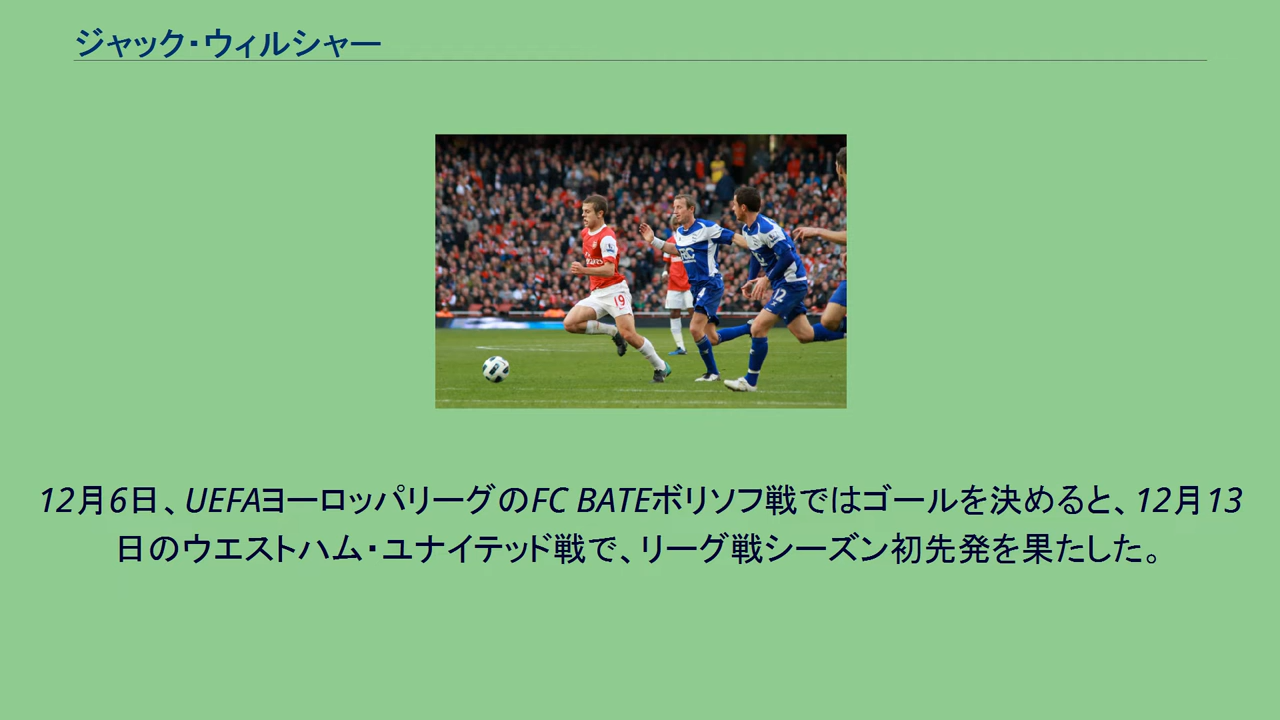 ジャック・ウィルシャー
19
12
12月6日、UEFAヨーロッパリーグのFC BATEボリソフ戦ではゴールを決めると、12月13
日のウエストハム・ユナイテッド戦で、リーグ戦シーズン初先発を果たした。